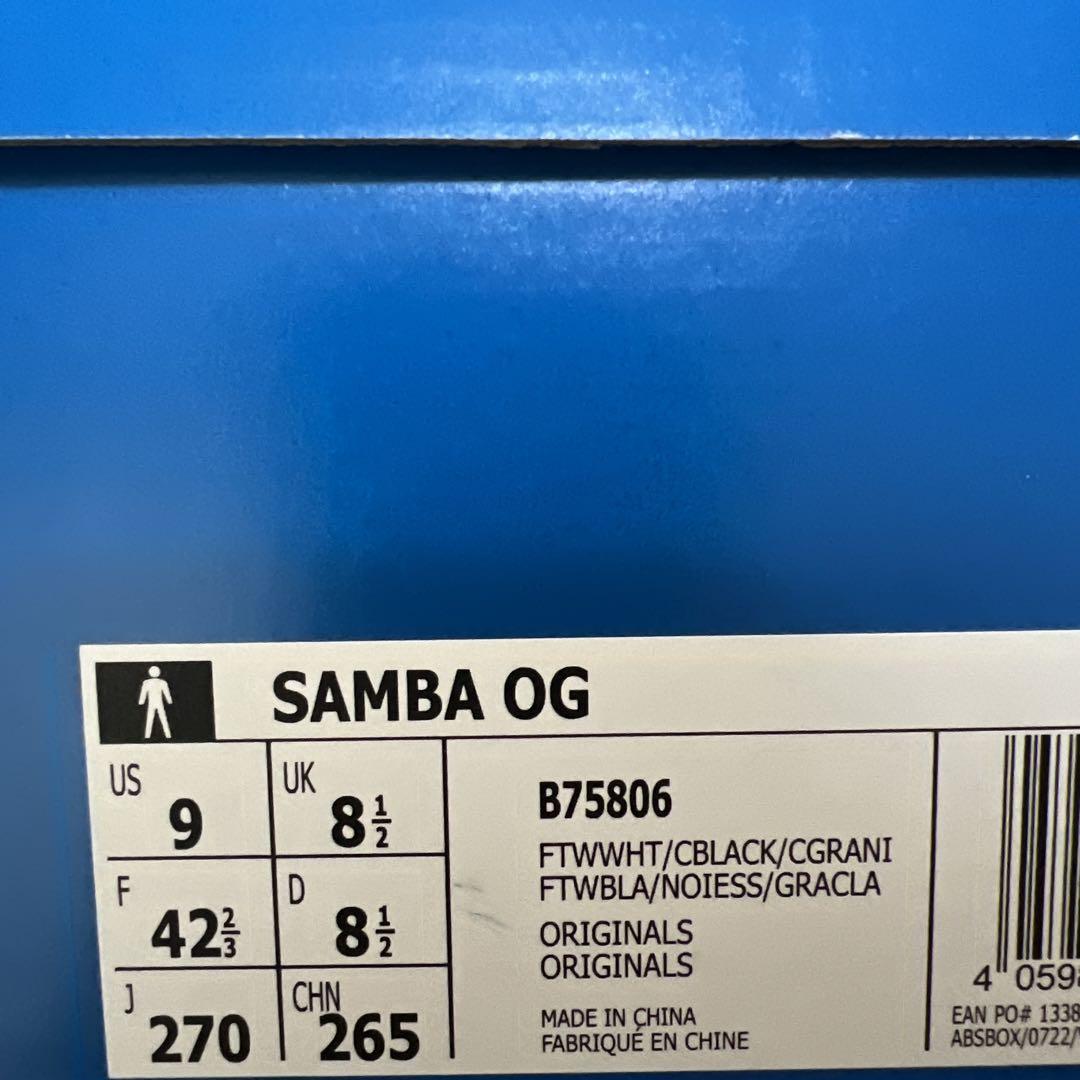 SAMBA OG
US 9
UK 8 1/2
F 42 2/3
D 8 1/2
J 270
CHN 265
B75806
FTWWHT/CBLACK/CGRANI
FTWBLA/NOIESS/GRACLA
ORIGINALS
ORIGINALS
MADE IN CHINA
FABRIQUÉ EN CHINE
4 059
EAN PO# 1338
ABSBOX/0722/